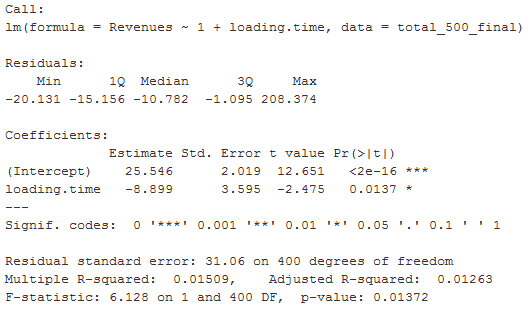 Call:
lm(formula = Revenues ~ 1 + loading.time, data = total_500_final)

Residuals:
    Min      1Q  Median      3Q     Max
-20.131 -15.156 -10.782  -1.095 208.374

Coefficients:
             Estimate Std. Error t value Pr(>|t|)
(Intercept)    25.546      2.019  12.651   <2e-16 ***
loading.time   -8.899      3.595  -2.475   0.0137 *
---
Signif. codes:  0 '***' 0.001 '**' 0.01 '*' 0.05 '.' 0.1 ' ' 1

Residual standard error: 31.06 on 400 degrees of freedom
Multiple R-squared:  0.01509,    Adjusted R-squared:  0.01263
F-statistic: 6.128 on 1 and 400 DF,  p-value: 0.01372